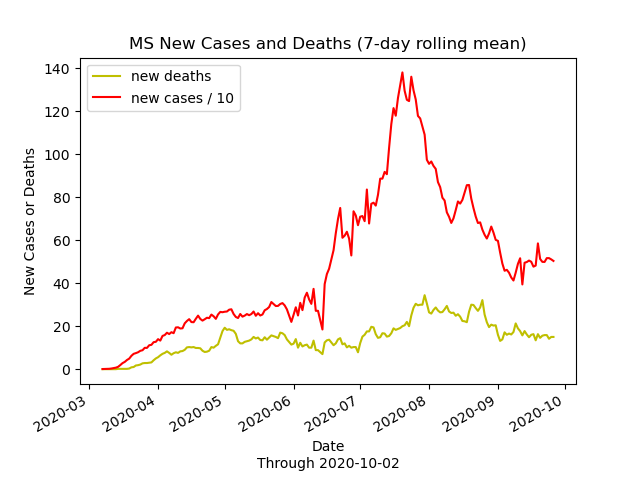 MS New Cases and Deaths (7-day rolling mean)
new deaths
new cases / 10
140
120
100
80
60
40
20
0
New Cases or Deaths
2020-03
2020-04
2020-05
2020-06
2020-07
2020-08
2020-09
2020-10
Date
Through 2020-10-02